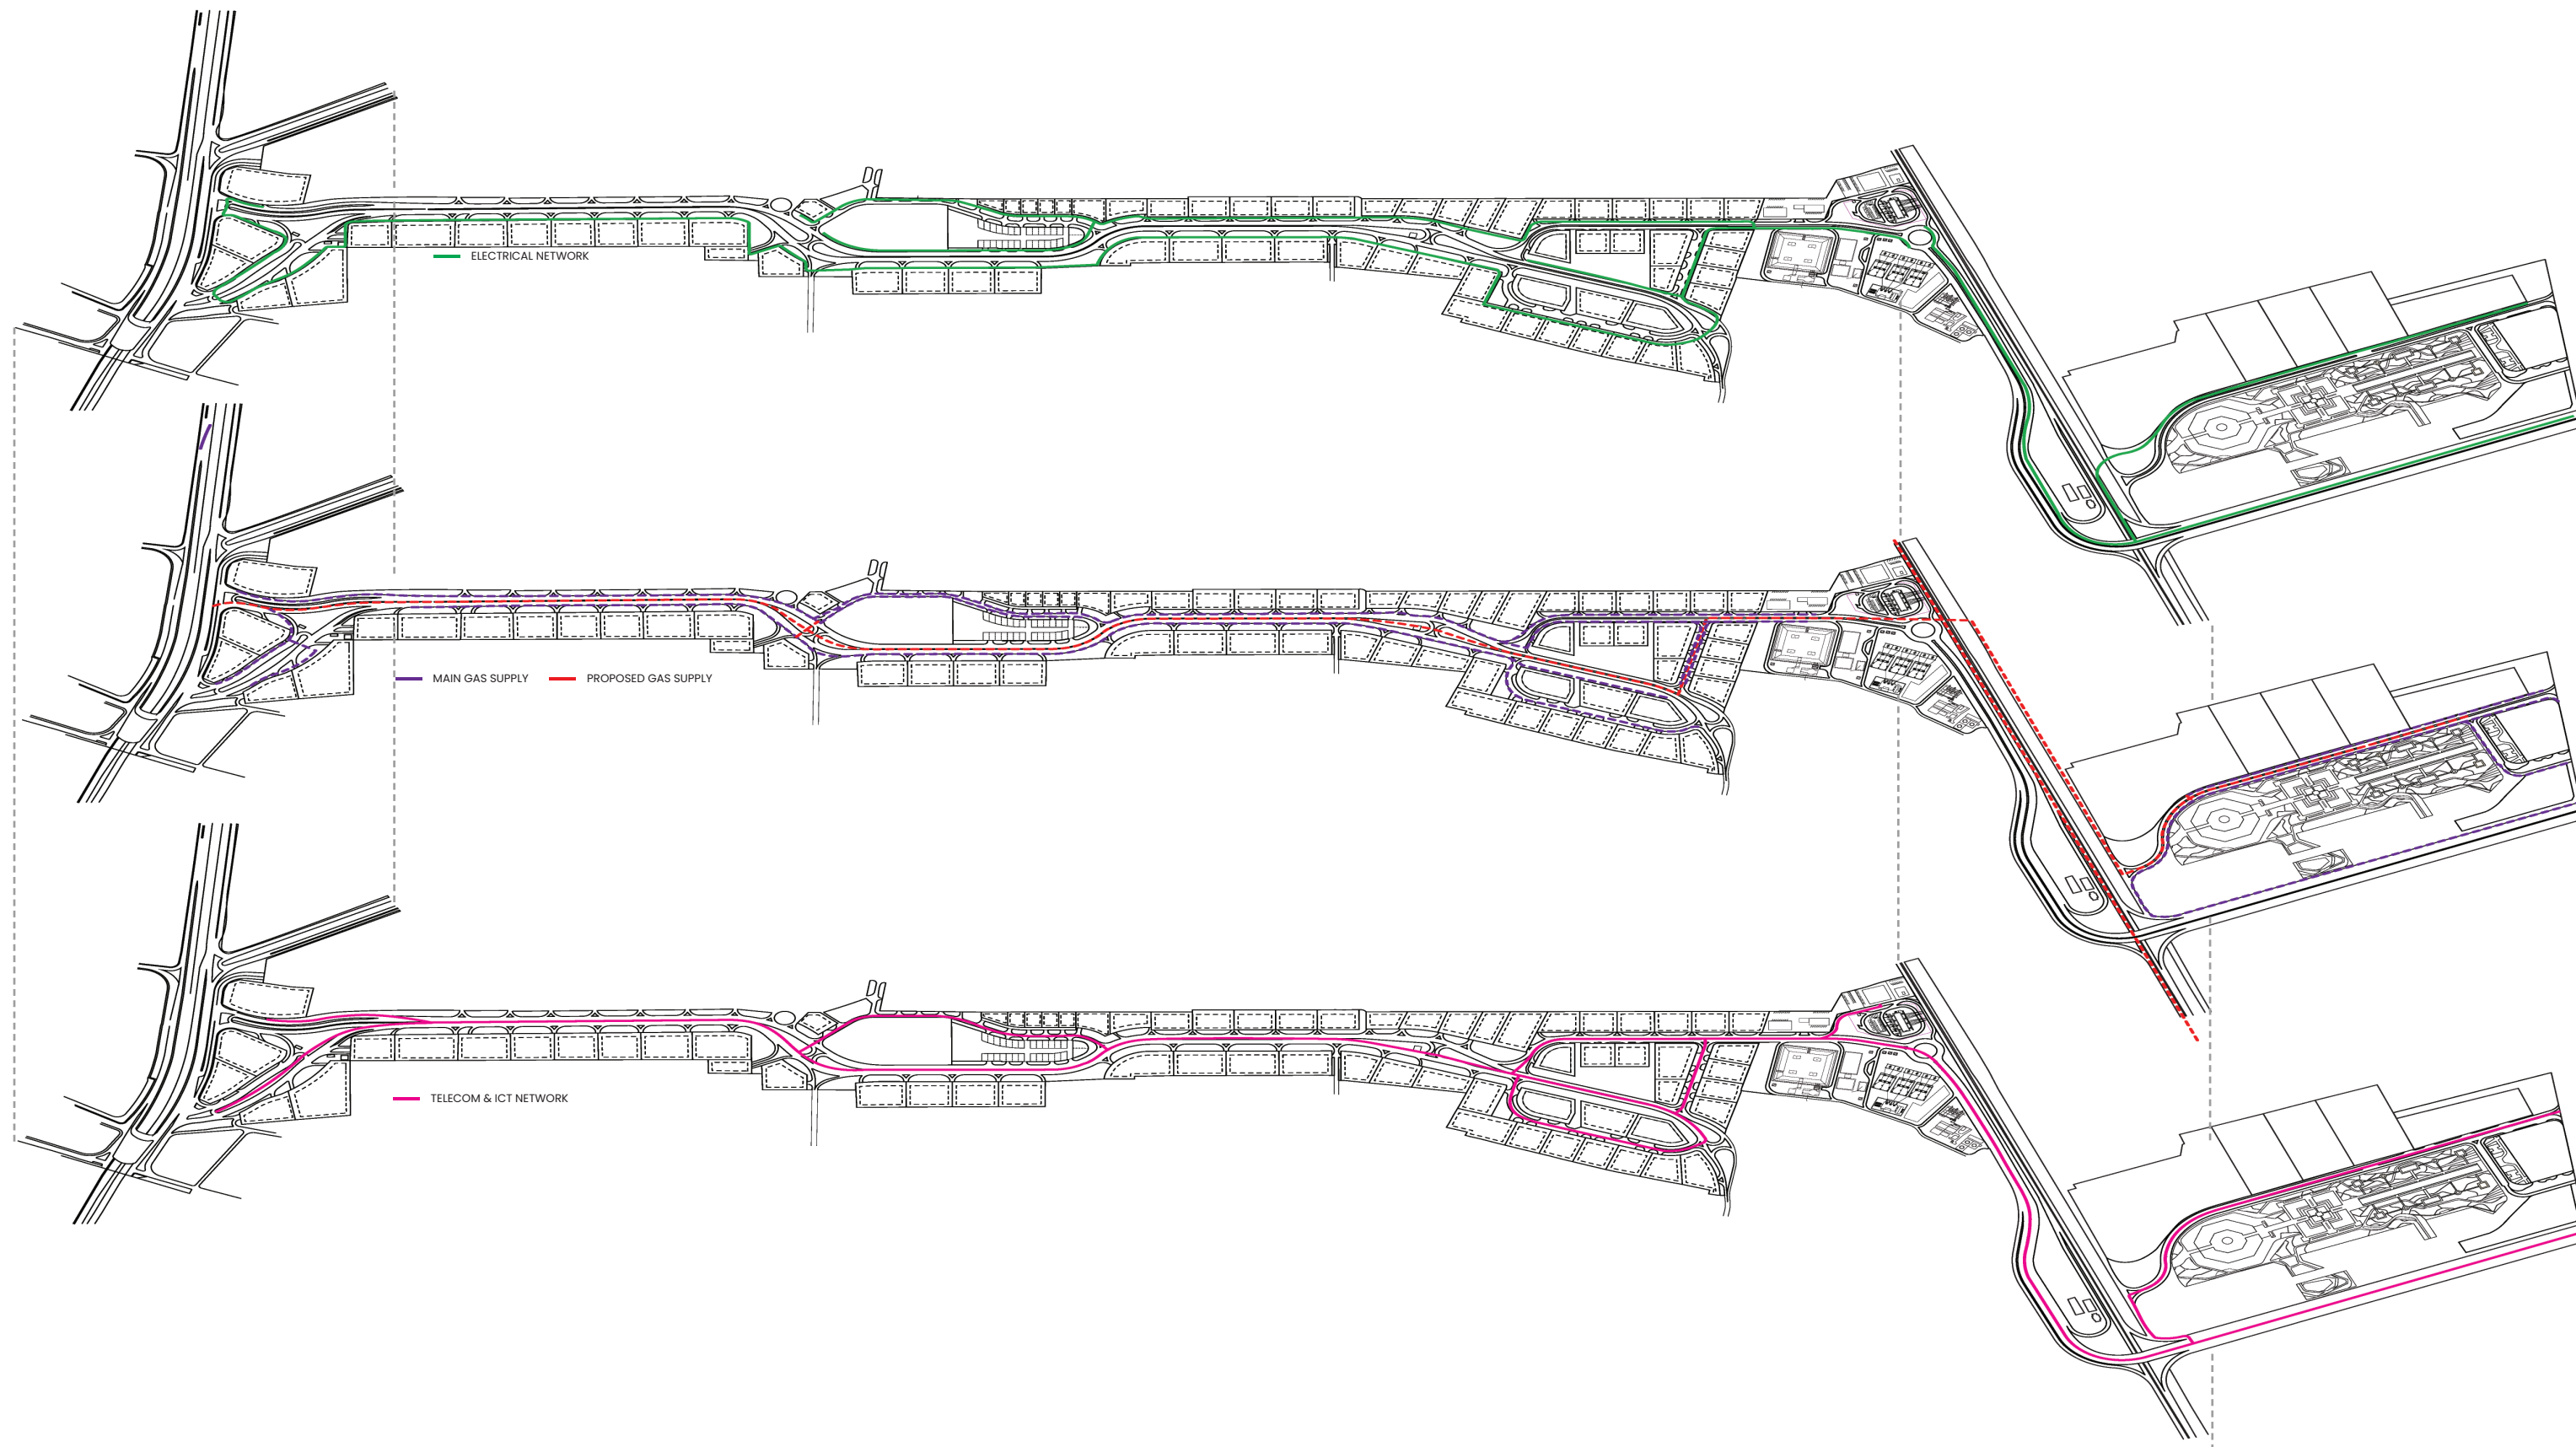 ELECTRICAL NETWORK
MAIN GAS SUPPLY PROPOSED GAS SUPPLY
TELECOM & ICT NETWORK